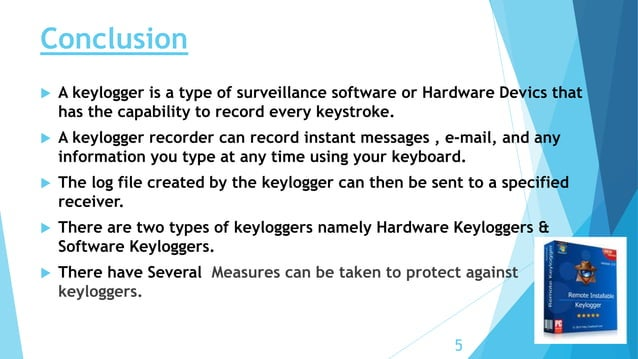 Conclusion
A keylogger is a type of surveillance software or Hardware Devics that
has the capability to record every keystroke.
A keylogger recorder can record instant messages , e-mail, and any
information you type at any time using your keyboard.
The log file created by the keylogger can then be sent to a specified
receiver.
There are two types of keyloggers namely Hardware Keyloggers &
Software Keyloggers.
There have Several Measures can be taken to protect against
keyloggers.
Remote Installable
Keylogger
Remote Keylogger
5